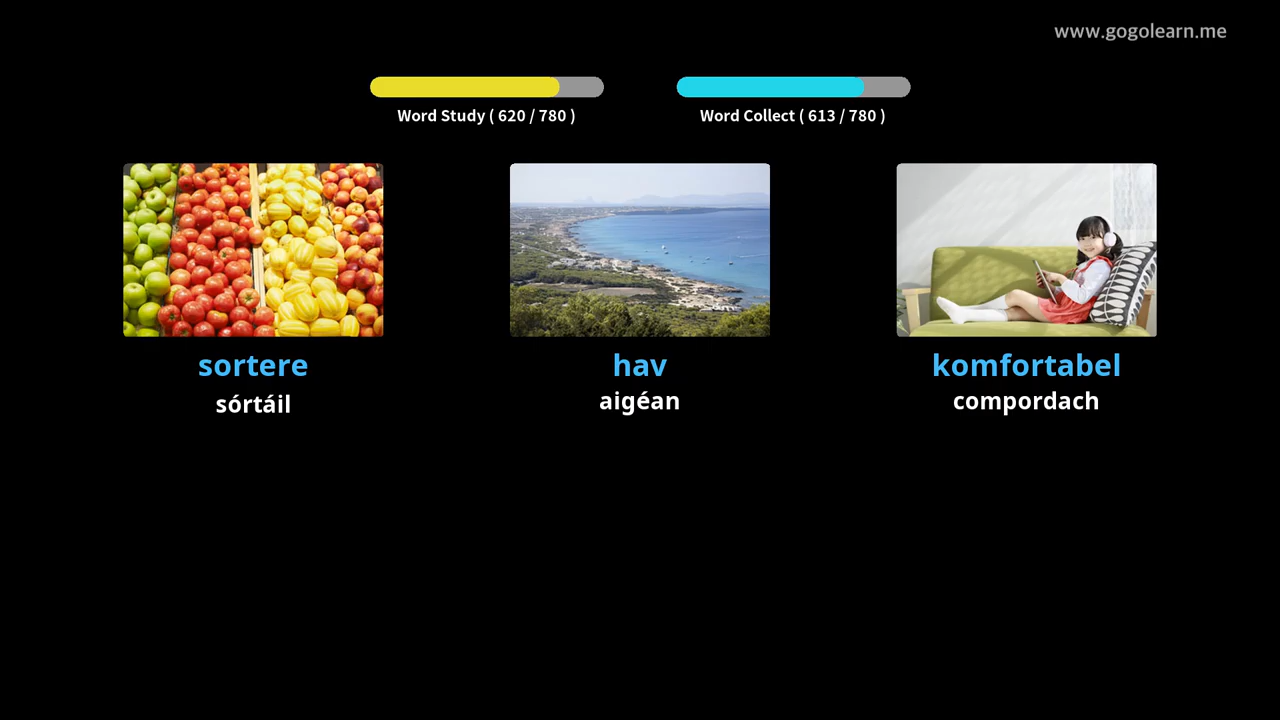 www.gogolearn.me
Word Study ( 620 / 780 )
Word Collect ( 613 / 780 )
sortere
hav
komfortabel
sórtáil
aigéan
compordach